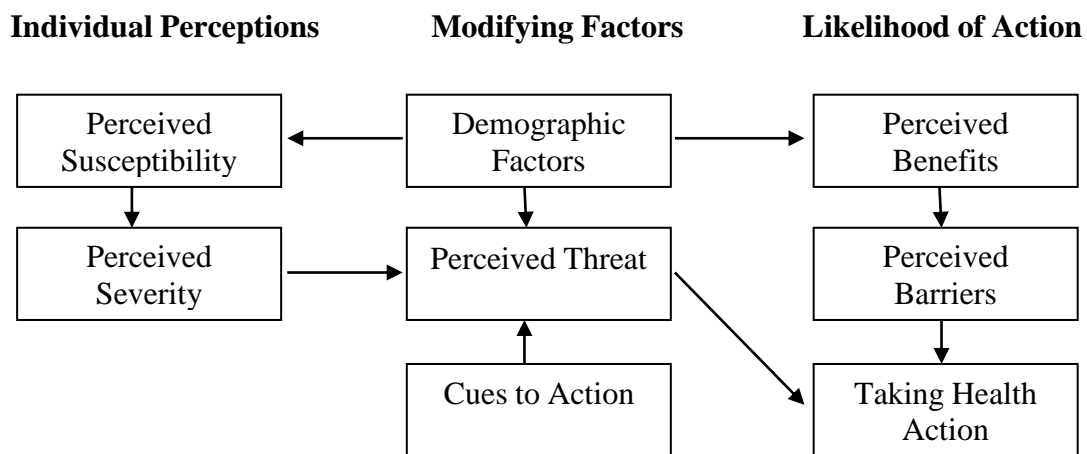 Individual Perceptions
Modifying Factors
Likelihood of Action
Perceived
Susceptibility
Demographic
Factors
Perceived
Benefits
Perceived
Severity
Perceived Threat
Perceived
Barriers
Cues to Action
Taking Health
Action